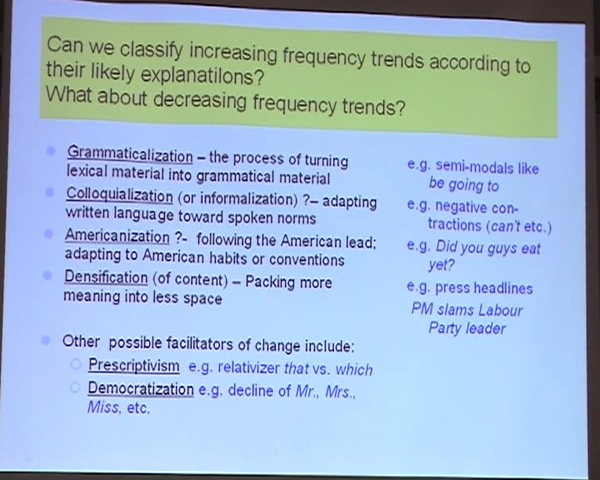 Can we classify increasing frequency trends according to
their likely explanatilons?
What about decreasing frequency trends?
Grammaticalization – the process of turning
lexical material into grammatical material
Colloquialization (or informalization) ?– adapting
written language toward spoken norms
Americanization ?- following the American lead;
adapting to American habits or conventions
Densification (of content) – Packing more
meaning into less space
e.g. semi-modals like
be going to
e.g. negative con-
tractions (can't etc.)
e.g. Did you guys eat
yet?
e.g. press headlines
PM slams Labour
Party leader
Other possible facilitators of change include:
Prescriptivism e.g. relativizer that vs. which
Democratization e.g. decline of Mr., Mrs.,
Miss, etc.